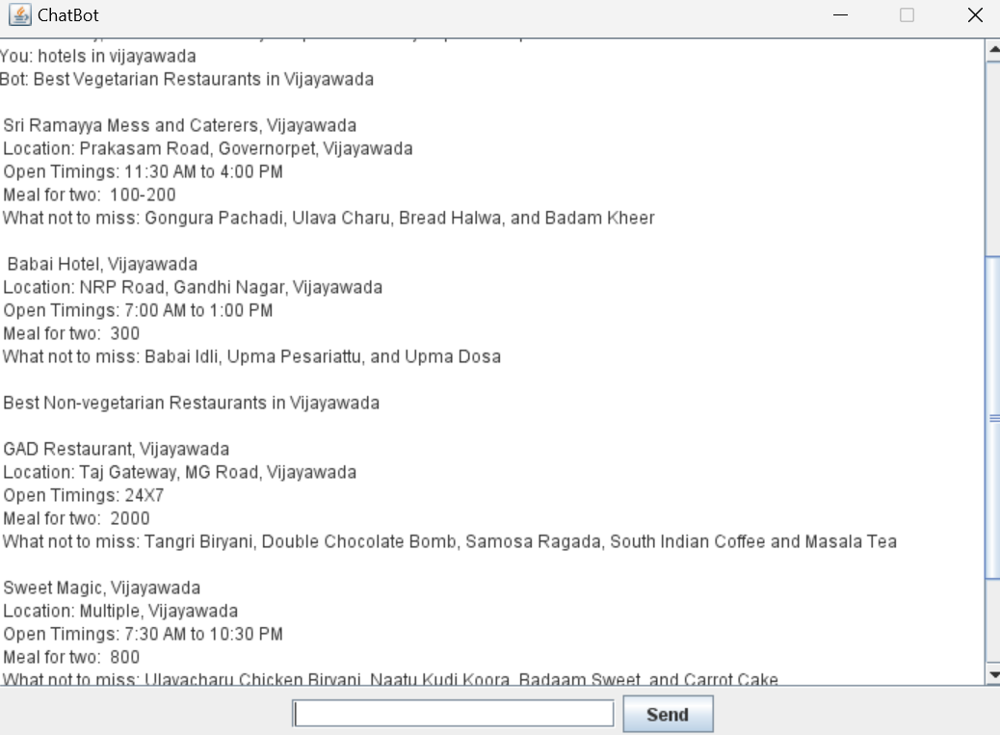 ChatBot
You: hotels in vijayawada
Bot: Best Vegetarian Restaurants in Vijayawada
Sri Ramayya Mess and Caterers, Vijayawada
Location: Prakasam Road, Governorpet, Vijayawada
Open Timings: 11:30 AM to 4:00 PM
Meal for two:  100-200
What not to miss: Gongura Pachadi, Ulava Charu, Bread Halwa, and Badam Kheer
Babai Hotel, Vijayawada
Location: NRP Road, Gandhi Nagar, Vijayawada
Open Timings: 7:00 AM to 1:00 PM
Meal for two:  300
What not to miss: Babai Idli, Upma Pesariattu, and Upma Dosa
Best Non-vegetarian Restaurants in Vijayawada
GAD Restaurant, Vijayawada
Location: Taj Gateway, MG Road, Vijayawada
Open Timings: 24X7
Meal for two:  2000
What not to miss: Tangri Biryani, Double Chocolate Bomb, Samosa Ragada, South Indian Coffee and Masala Tea
Sweet Magic, Vijayawada
Location: Multiple, Vijayawada
Open Timings: 7:30 AM to 10:30 PM
Meal for two:  800
What not to miss: Ulavacharu Chicken Biryani, Naatu Kudi Koora, Badaam Sweet, and Carrot Cake
Send